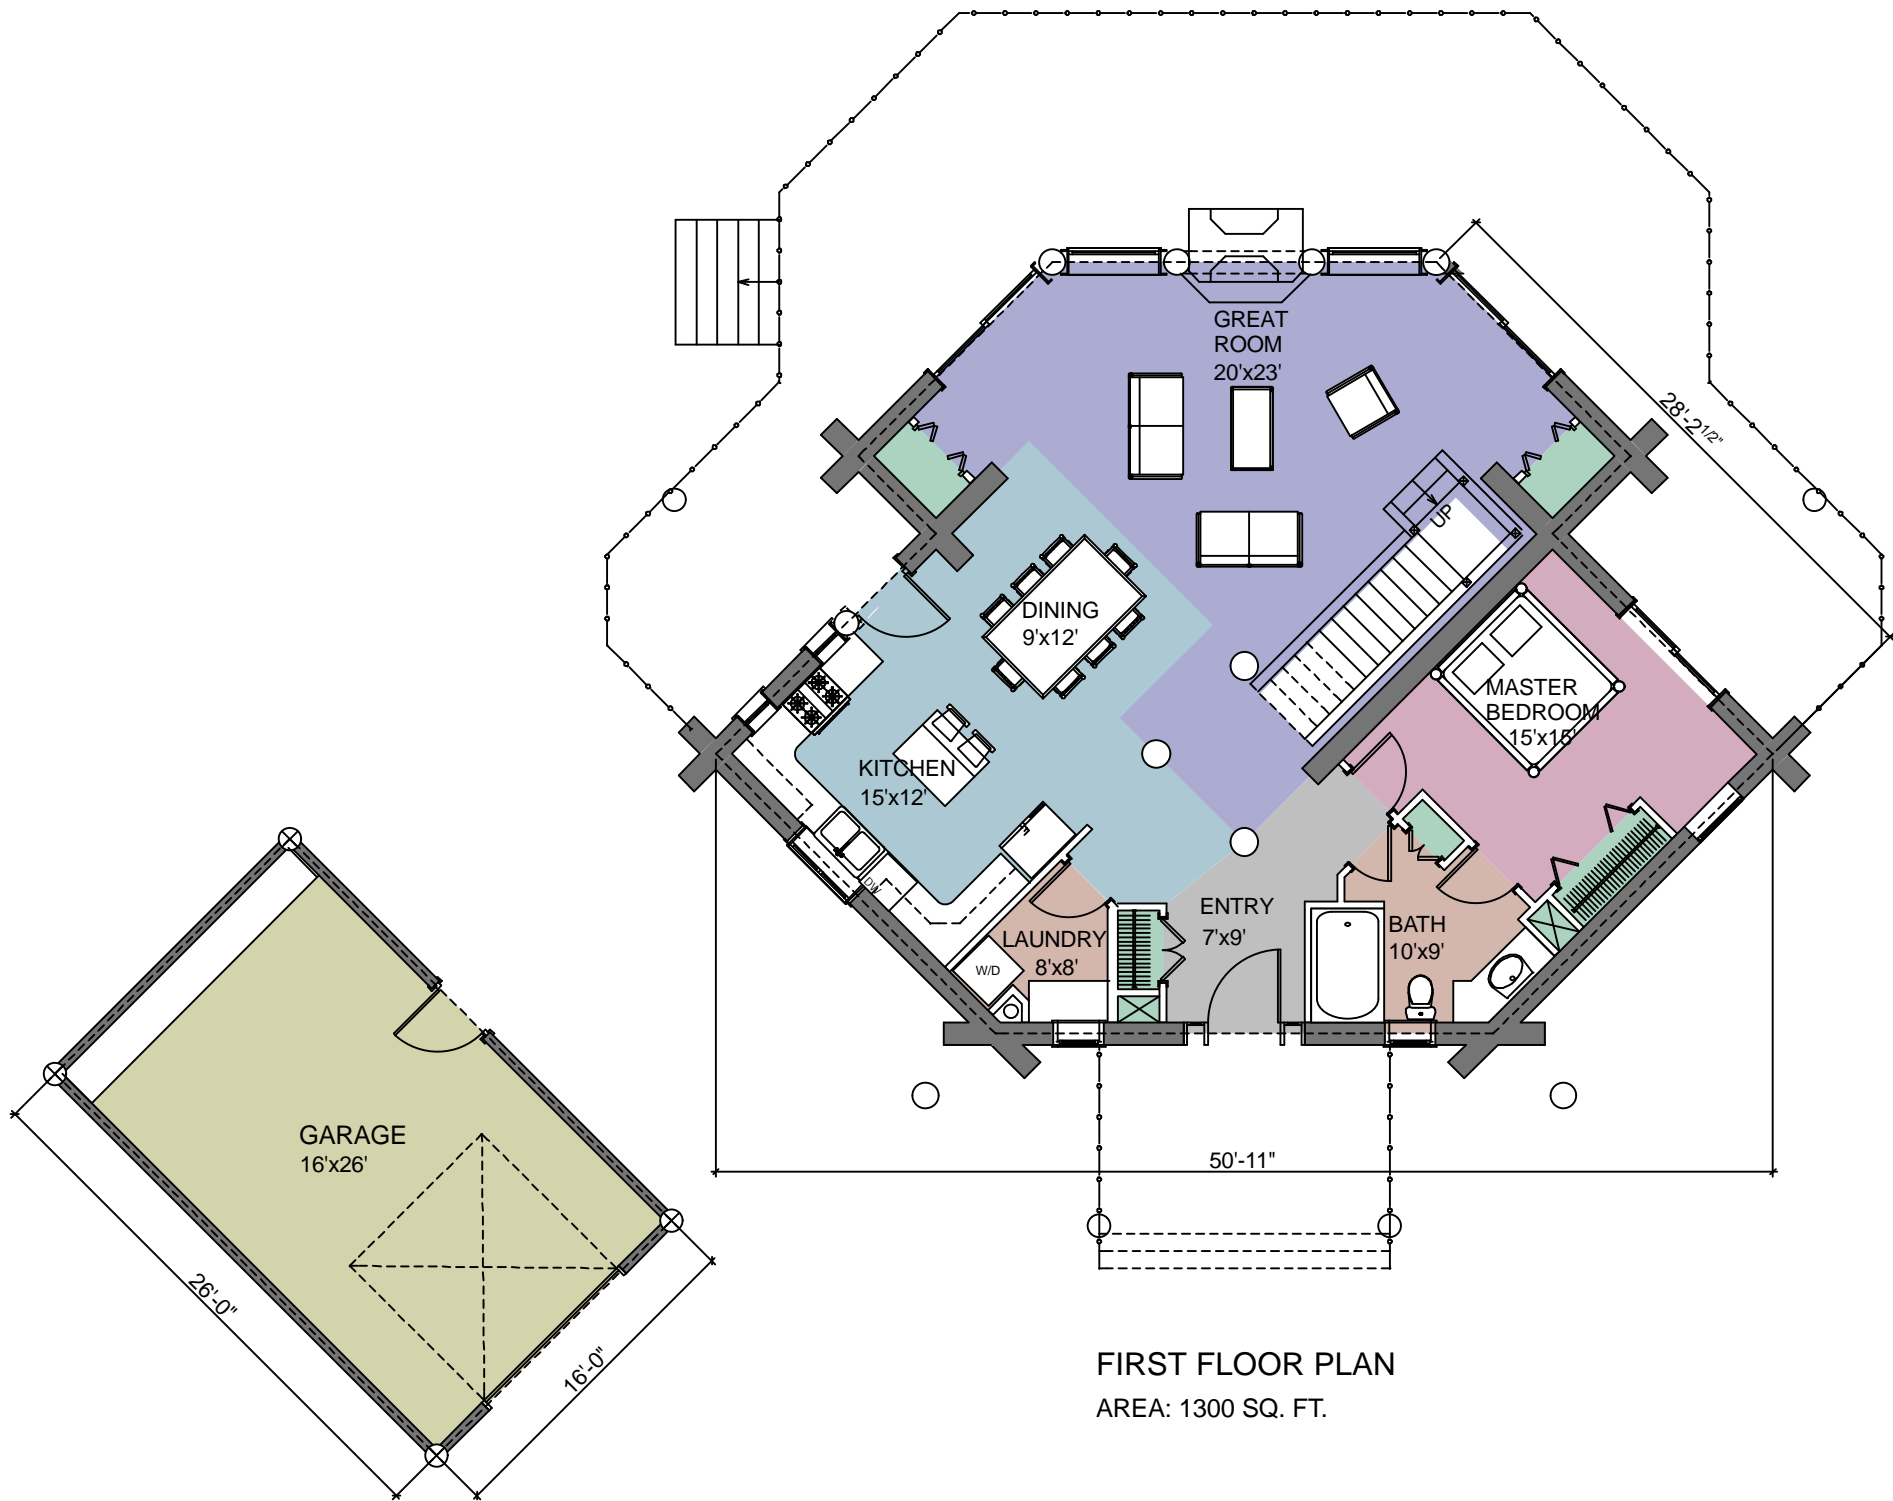 GREAT
ROOM
20'x23'
28'-2 1/2"
UP
DINING
9'x12'
MASTER
BEDROOM
15'x15'
KITCHEN
15'x12'
DW
ENTRY
7'x9'
BATH
10'x9'
LAUNDRY
8'x8'
W/D
GARAGE
16'x26'
50'-11"
26'-0"
16'-0"
FIRST FLOOR PLAN
AREA: 1300 SQ. FT.